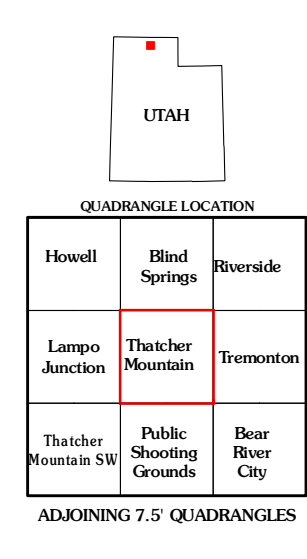 UTAH
QUADRANGLE LOCATION
Howell
Blind
Springs
Riverside
Lampo
Junction
Thatcher
Mountain
Tremonton
Thatcher
Mountain SW
Public
Shooting
Grounds
Bear
River
City
ADJOINING 7.5' QUADRANGLES